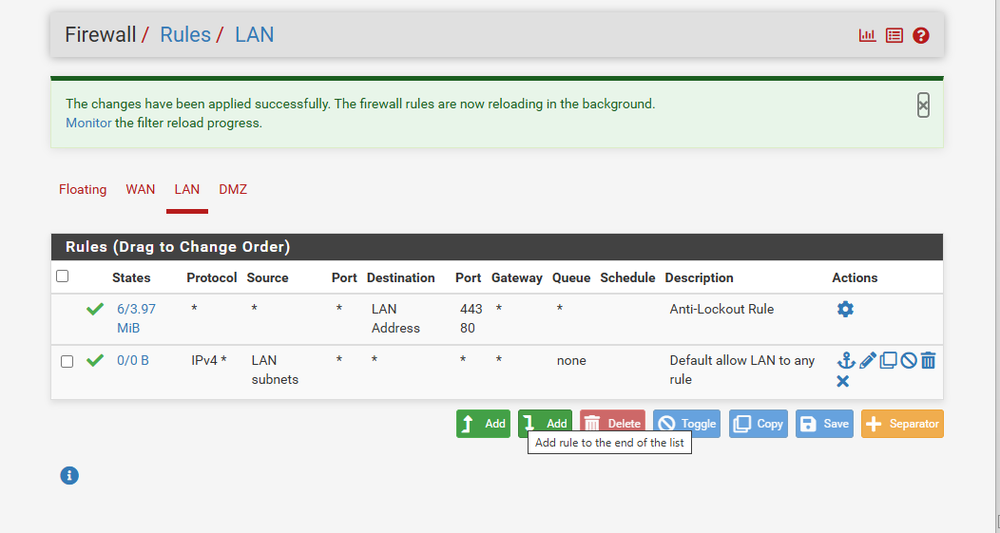 Firewall / Rules / LAN
The changes have been applied successfully. The firewall rules are now reloading in the background.
Monitor the filter reload progress.
Floating WAN LAN DMZ
Rules (Drag to Change Order)
States Protocol Source Port Destination Port Gateway Queue Schedule Description Actions
6/3.97 * * * LAN 443 * * Anti-Lockout Rule
MiB Address 80
0/0 B IPv4 * LAN * * * * none Default allow LAN to any
subnets rule
Add Add Delete Toggle Copy Save Separator
Add rule to the end of the list